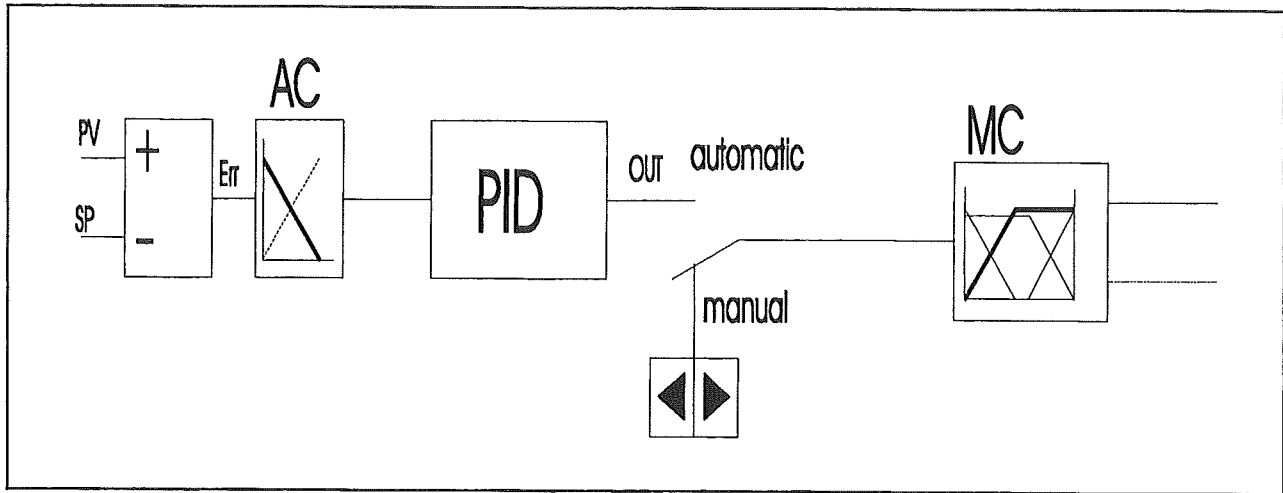 AC
PV
+
Err
SP
-
PID
OUT
automatic
manual
MC